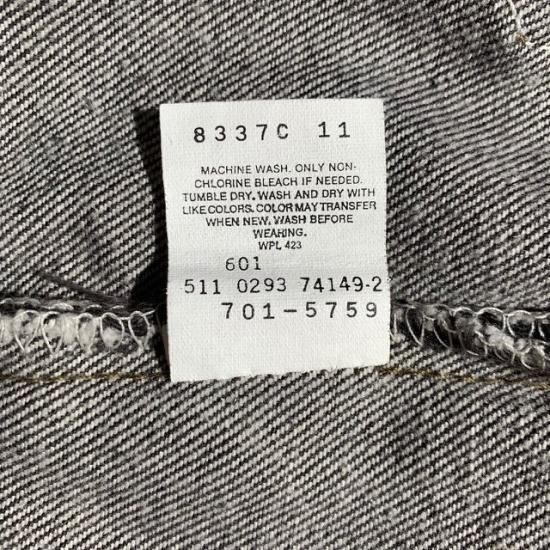 8337C 11
MACHINE WASH. ONLY NON-
CHLORINE BLEACH IF NEEDED.
TUMBLE DRY. WASH AND DRY WITH
LIKE COLORS. COLOR MAY TRANSFER
WHEN NEW. WASH BEFORE
WEARING.
WPL 423
601
511 0293 74149-2
701-5759